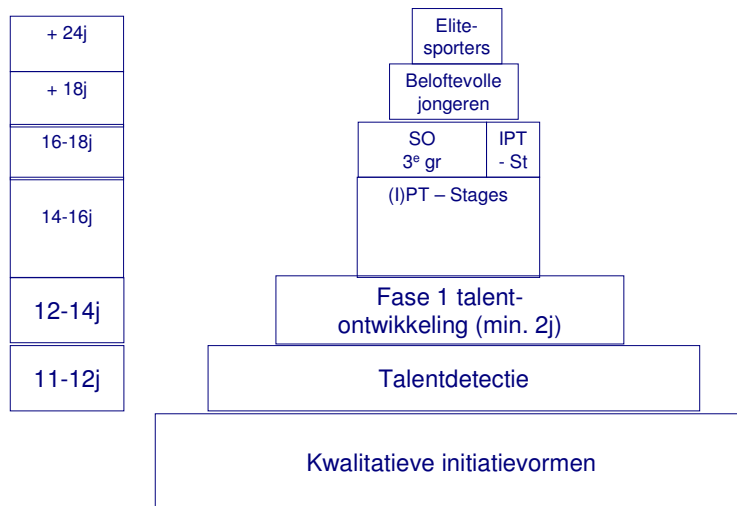 + 24j
Elite-
sporters
+ 18j
Beloftevolle
jongeren
16-18j
SO
3e gr
IPT
- St
14-16j
(I)PT – Stages
12-14j
Fase 1 talent-
ontwikkeling (min. 2j)
11-12j
Talentdetectie
Kwalitatieve initiatievormen